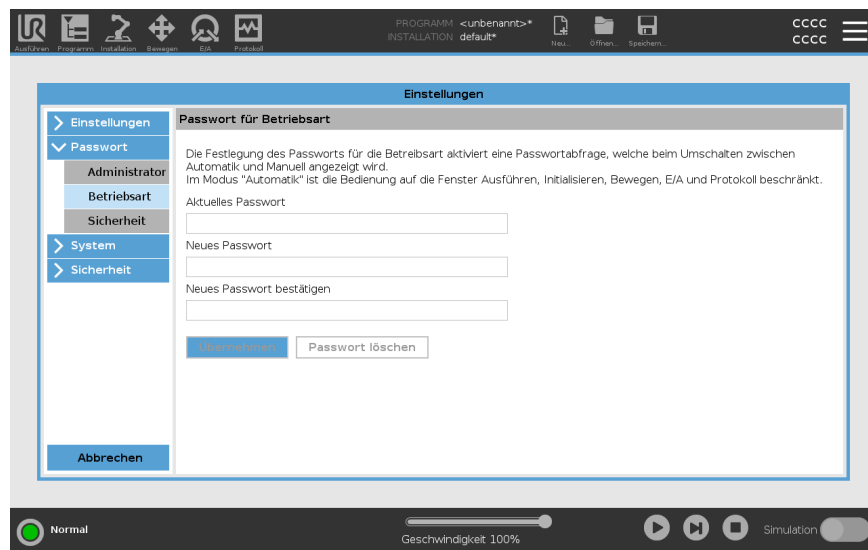 PROGRAMM <unbenannt>*
INSTALLATION default*
Ausführen Programm Installation Bewegen E/A Protokoll
Neu... Öffnen... Speichern...
CCCC
CCCC
Einstellungen
Einstellungen
Passwort
Administrator
Betriebsart
Sicherheit
System
Sicherheit
Abbrechen
Passwort für Betriebsart
Die Festlegung des Passworts für die Betreibsart aktiviert eine Passwortabfrage, welche beim Umschalten zwischen
Automatik und Manuell angezeigt wird.
Im Modus "Automatik" ist die Bedienung auf die Fenster Ausführen, Initialisieren, Bewegen, E/A und Protokoll beschränkt.
Aktuelles Passwort
Neues Passwort
Neues Passwort bestätigen
Übernehmen Passwort löschen
Normal
Geschwindigkeit 100%
Simulation